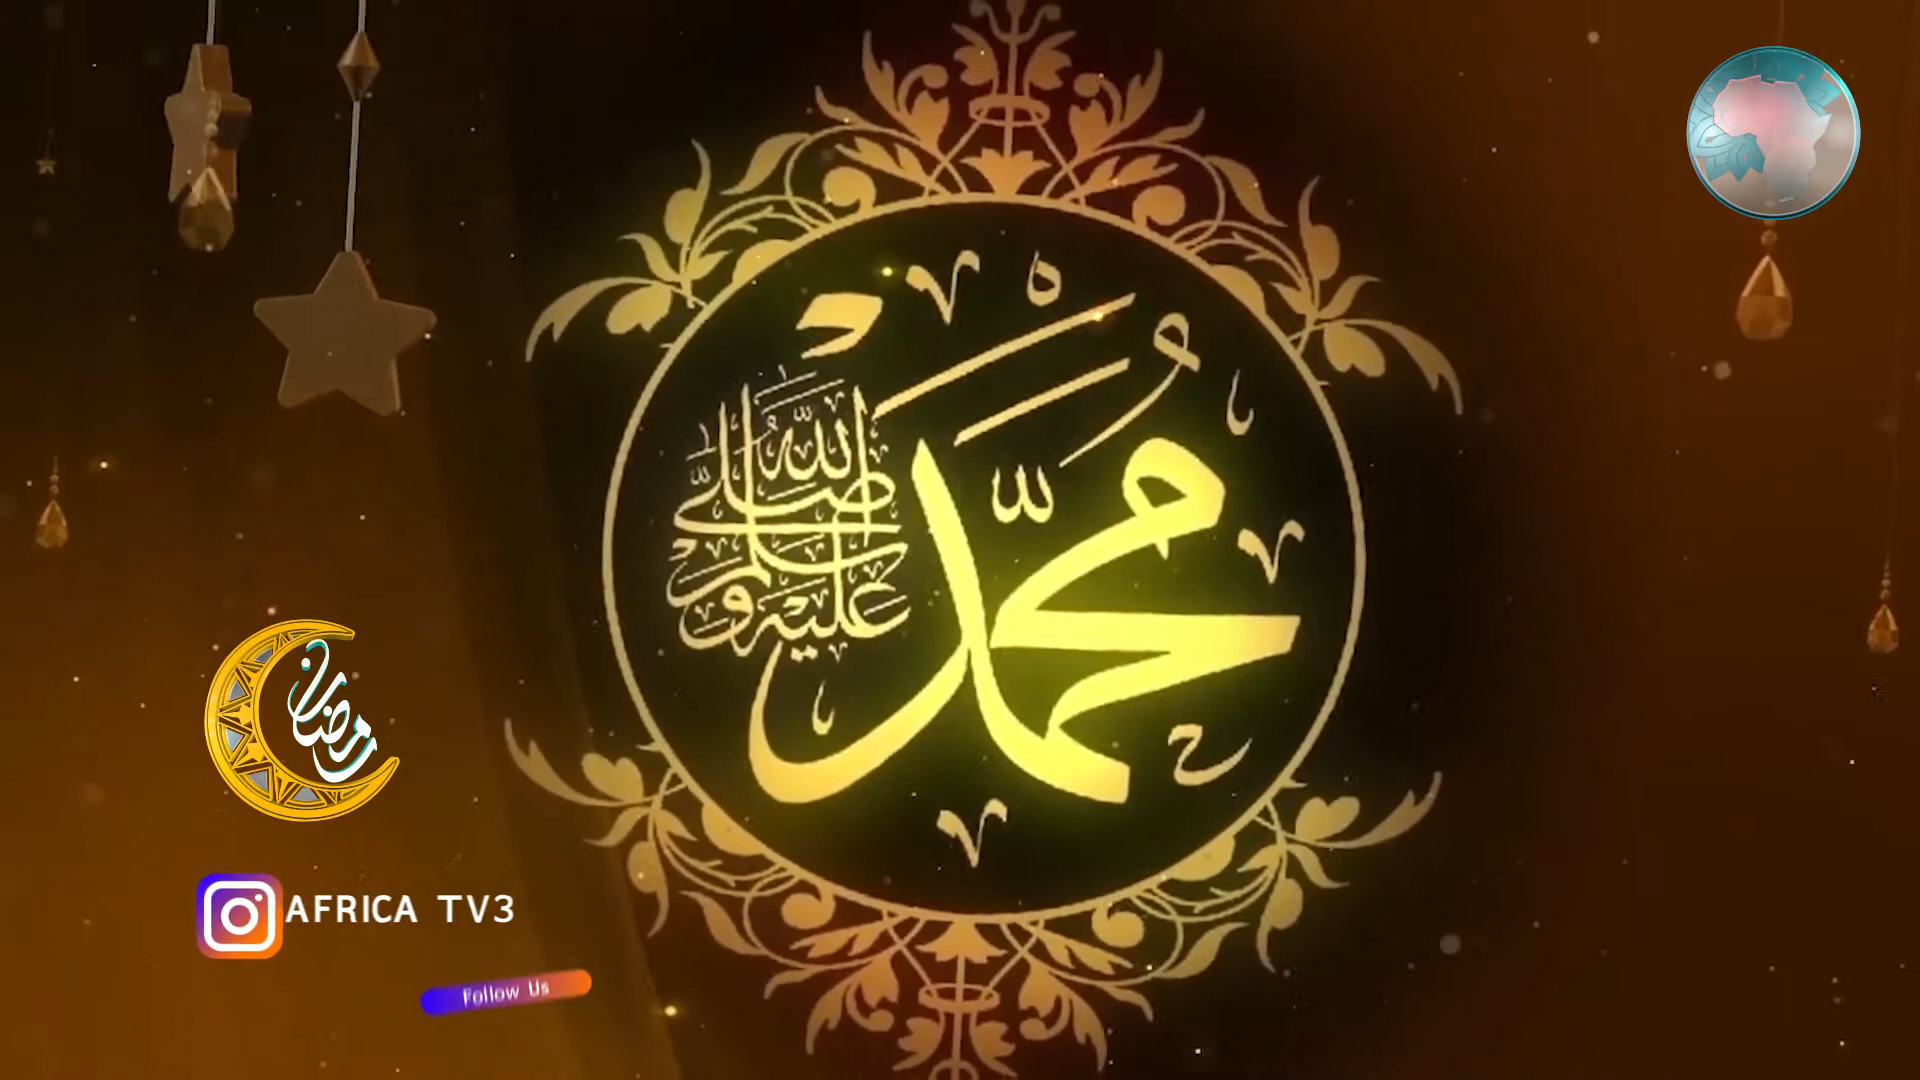 محمد
صلى الله
عليه وسلم
رمضان
AFRICA TV3
Follow Us